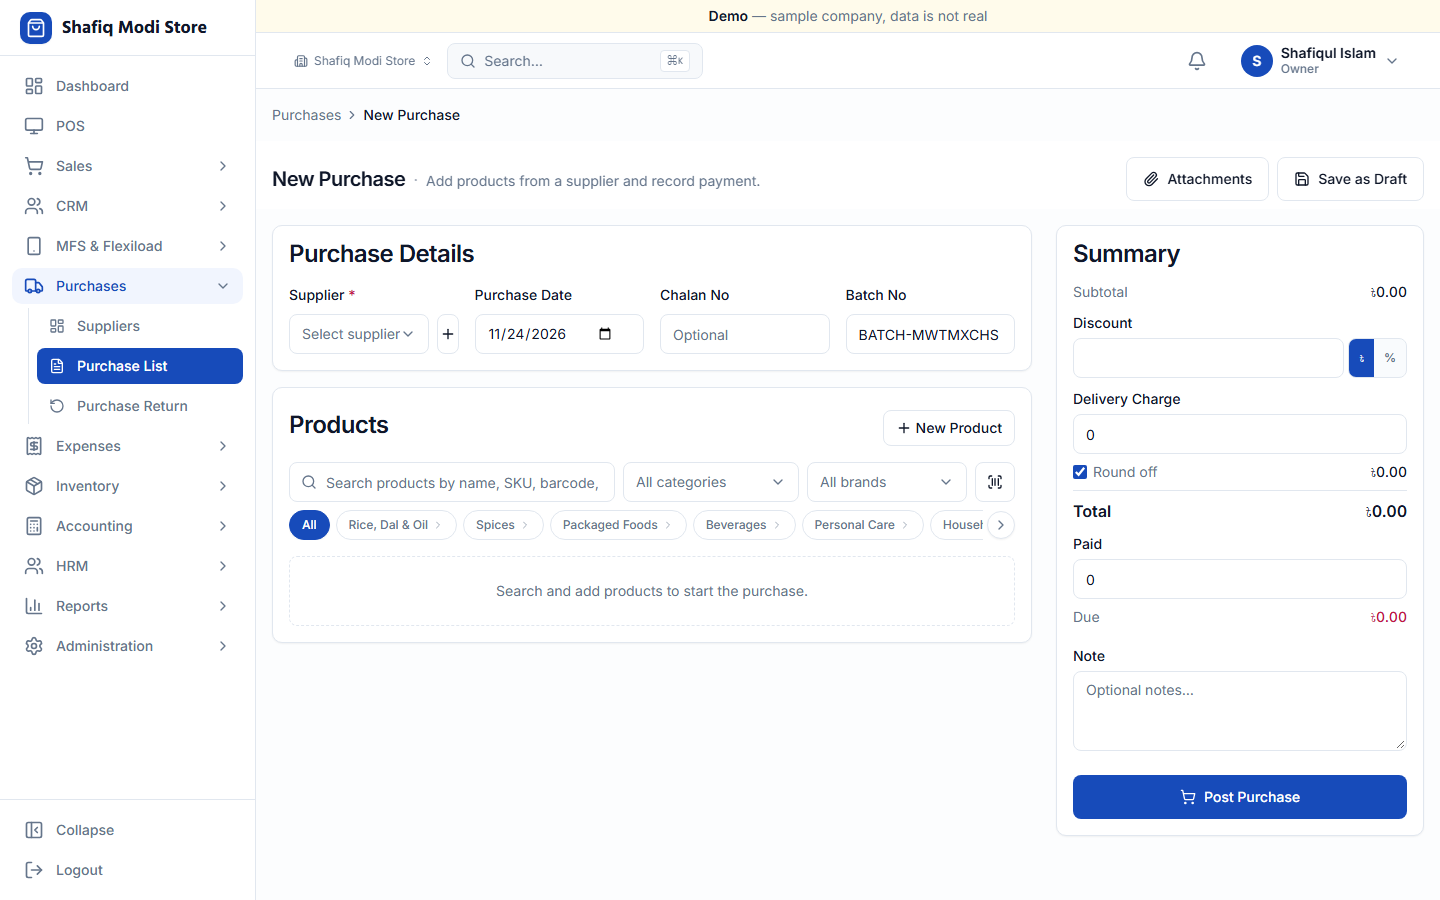 Shafiq Modi Store
Dashboard
POS
Sales
CRM
MFS & Flexiload
Purchases
Suppliers
Purchase List
Purchase Return
Expenses
Inventory
Accounting
HRM
Reports
Administration
Collapse
Logout
Demo — sample company, data is not real
Shafiq Modi Store
Search...
⌘K
S
Shafiqul Islam
Owner
Purchases > New Purchase
New Purchase · Add products from a supplier and record payment.
Attachments
Save as Draft
Purchase Details
Supplier *
Purchase Date
Chalan No
Batch No
Select supplier
+
11/24/2026
Optional
BATCH-MWTMXCHS
Products
+ New Product
Search products by name, SKU, barcode,
All categories
All brands
All
Rice, Dal & Oil
Spices
Packaged Foods
Beverages
Personal Care
Househ
Search and add products to start the purchase.
Summary
Subtotal ৳0.00
Discount
৳ %
Delivery Charge
0
Round off ৳0.00
Total ৳0.00
Paid
0
Due ৳0.00
Note
Optional notes...
Post Purchase